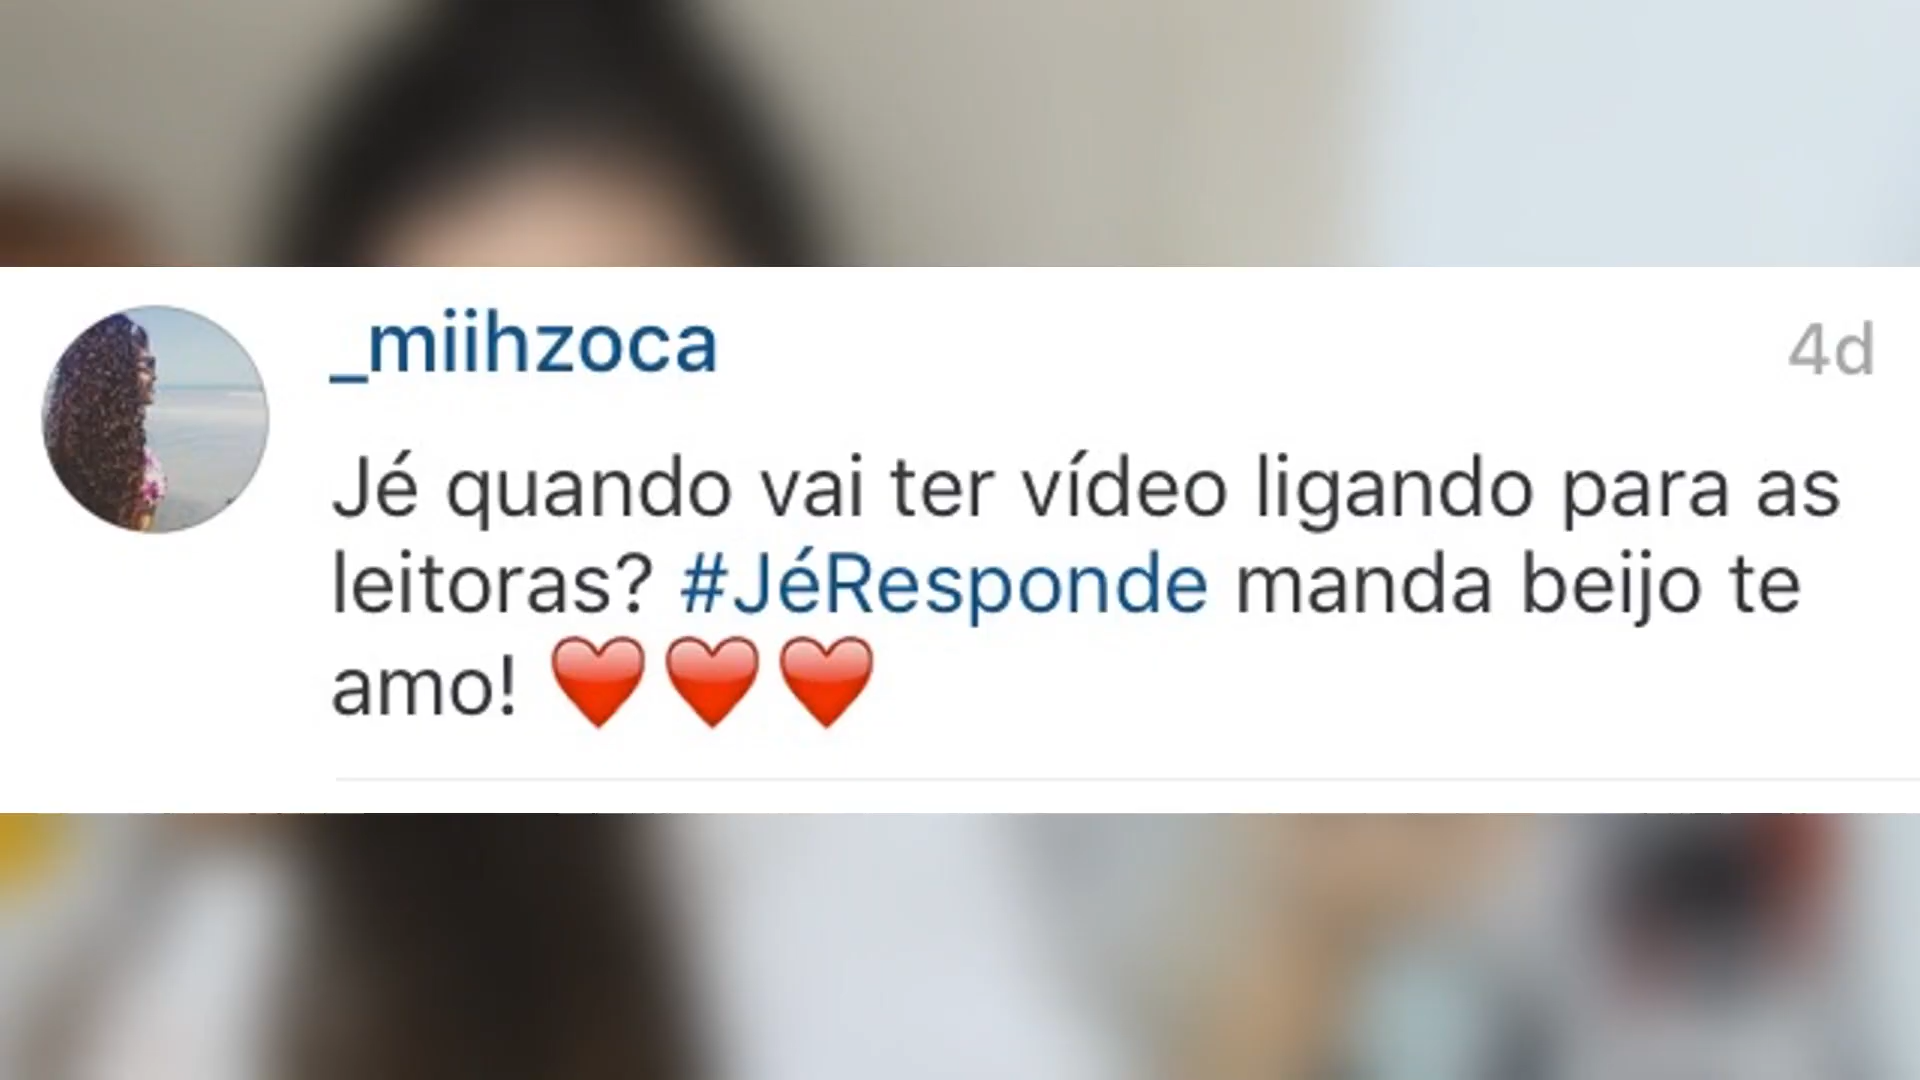 _miihzoca
4d
Jé quando vai ter vídeo ligando para as
leitoras? #JéResponde manda beijo te
amo! ❤️❤️❤️